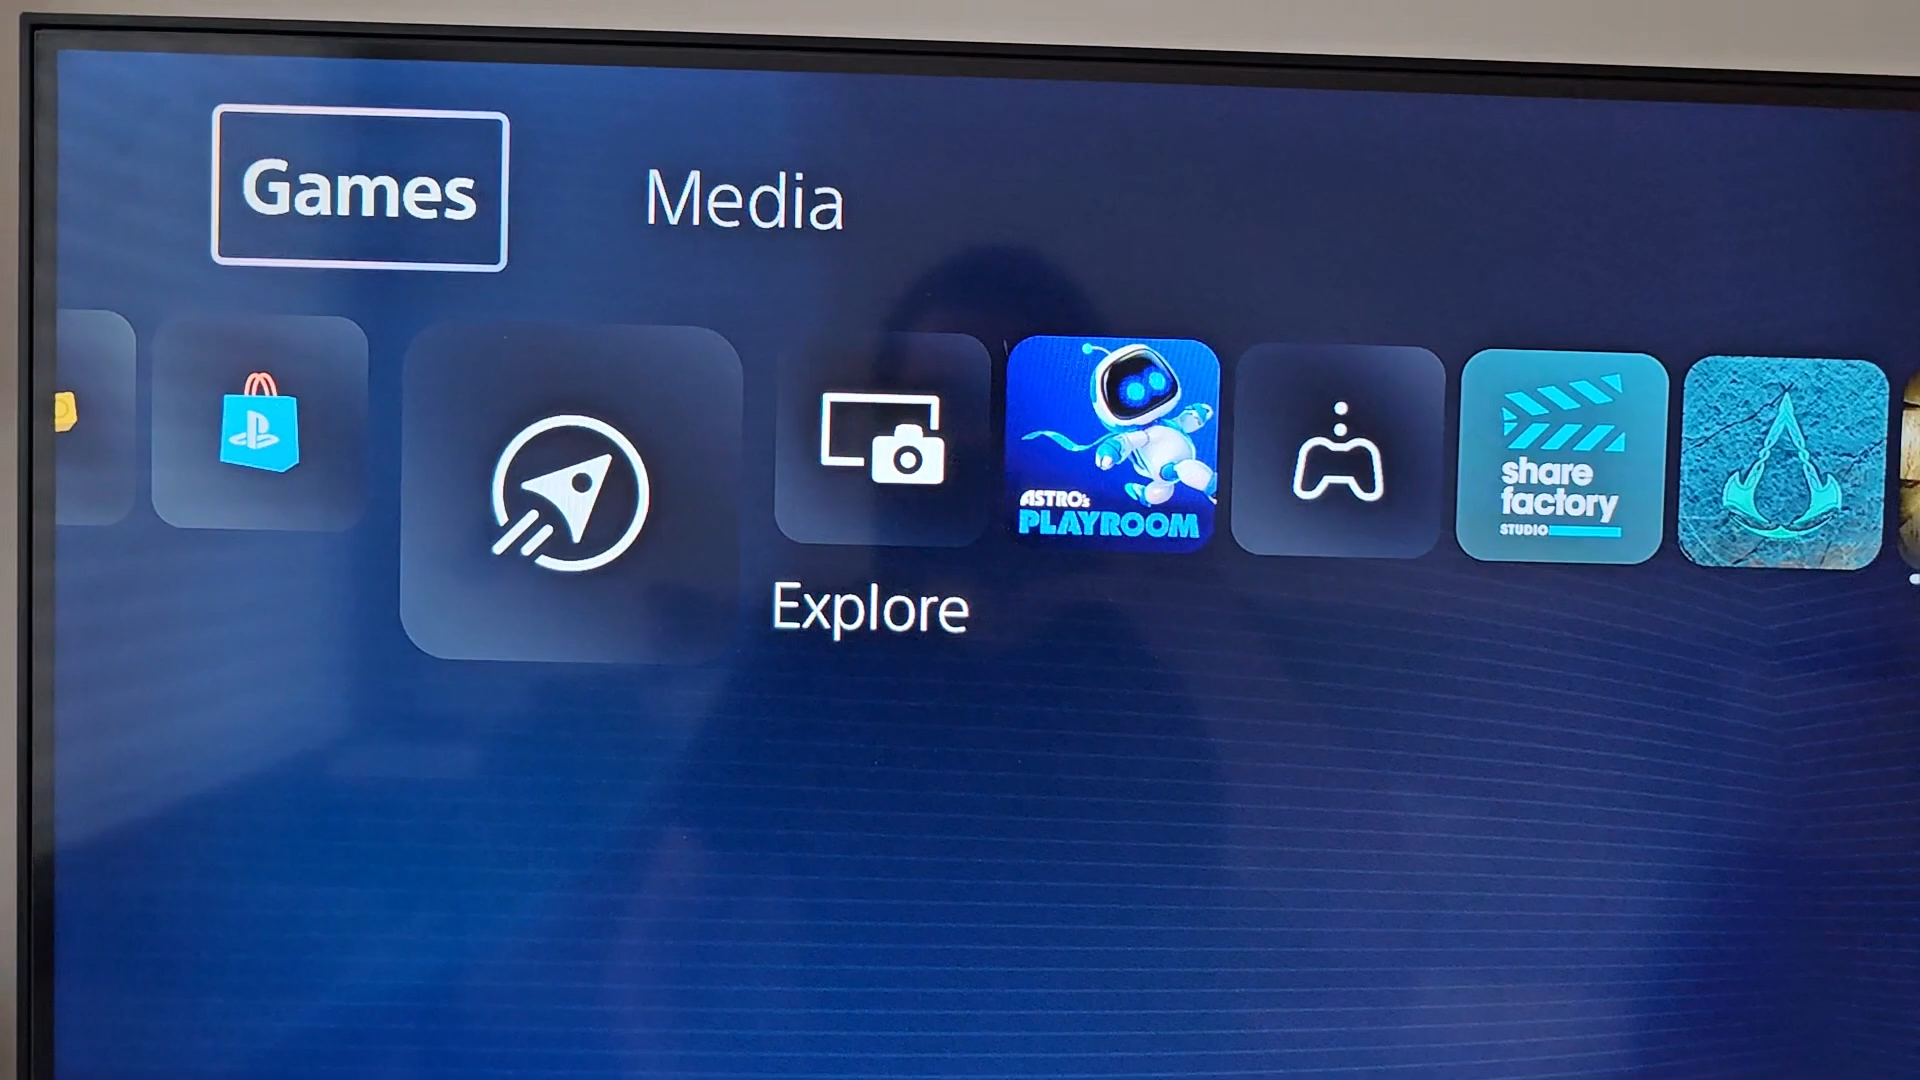 Games
Media
ASTRO's
PLAYROOM
share
factory
STUDIO
Explore